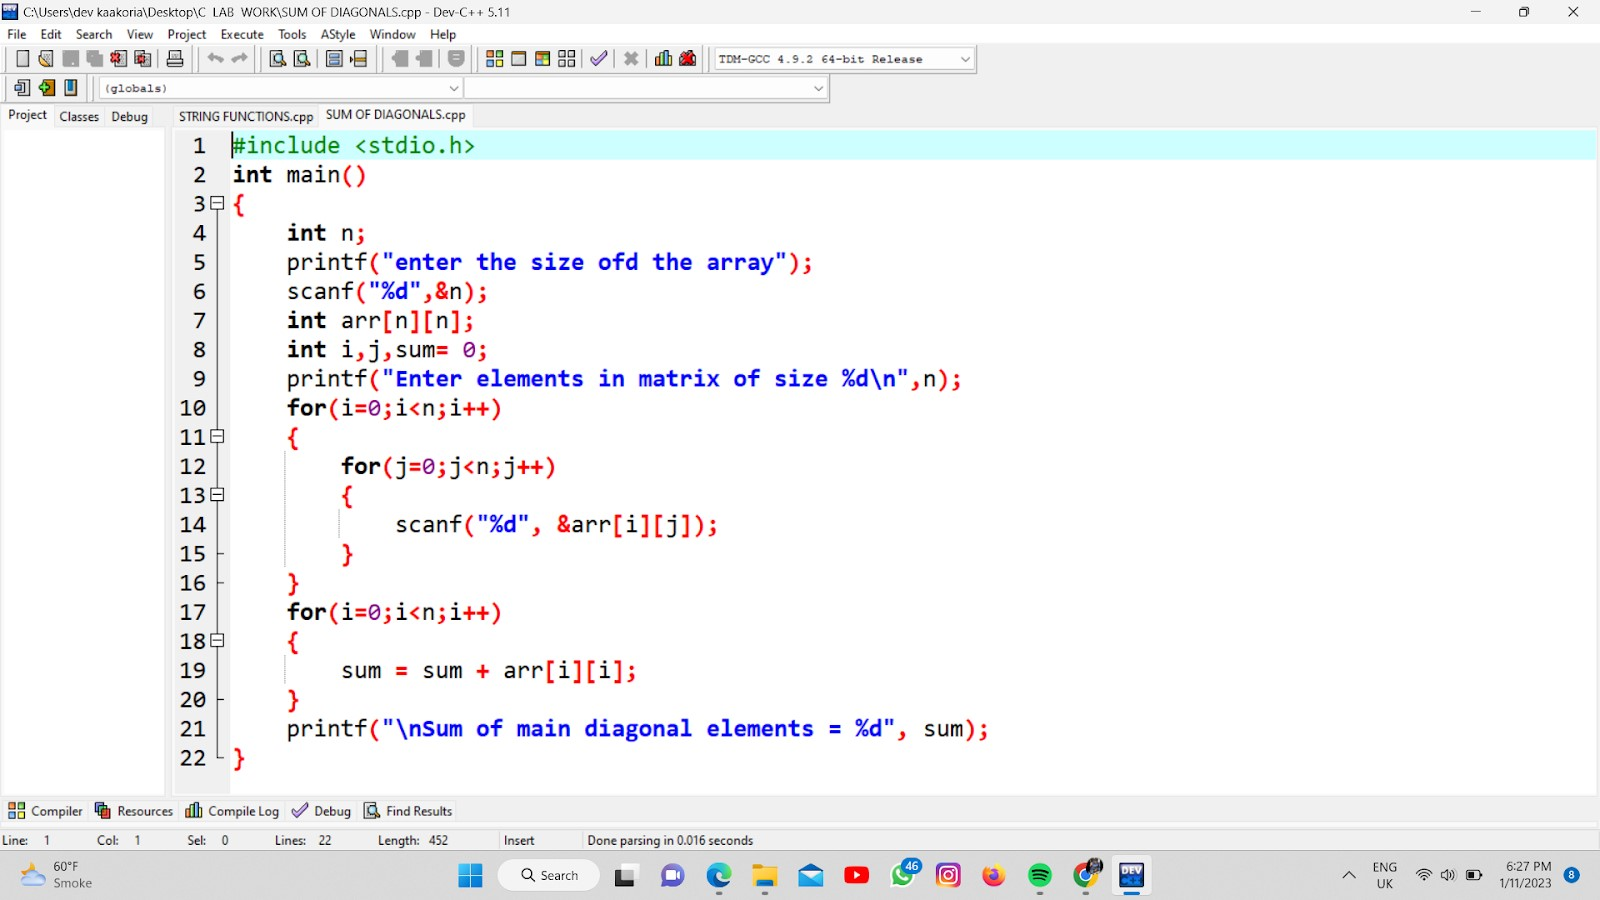 C:\Users\dev kaakoria\Desktop\C LAB WORK\SUM OF DIAGONALS.cpp - Dev-C++ 5.11
File Edit Search View Project Execute Tools AStyle Window Help
TDM-GCC 4.9.2 64-bit Release
(globals)
Project Classes Debug STRING FUNCTIONS.cpp SUM OF DIAGONALS.cpp
1 #include <stdio.h>
2 int main()
3 {
4 int n;
5 printf("enter the size ofd the array");
6 scanf("%d",&n);
7 int arr[n][n];
8 int i,j,sum= 0;
9 printf("Enter elements in matrix of size %d\n",n);
10 for(i=0;i<n;i++)
11 {
12 for(j=0;j<n;j++)
13 {
14 scanf("%d", &arr[i][j]);
15 }
16 }
17 for(i=0;i<n;i++)
18 {
19 sum = sum + arr[i][i];
20 }
21 printf("\nSum of main diagonal elements = %d", sum);
22 }
Compiler Resources Compile Log Debug Find Results
Line: 1 Col: 1 Sel: 0 Lines: 22 Length: 452 Insert Done parsing in 0.016 seconds
60°F
Smoke
Search
46
DEV
ENG
UK
6:27 PM
1/11/2023
8